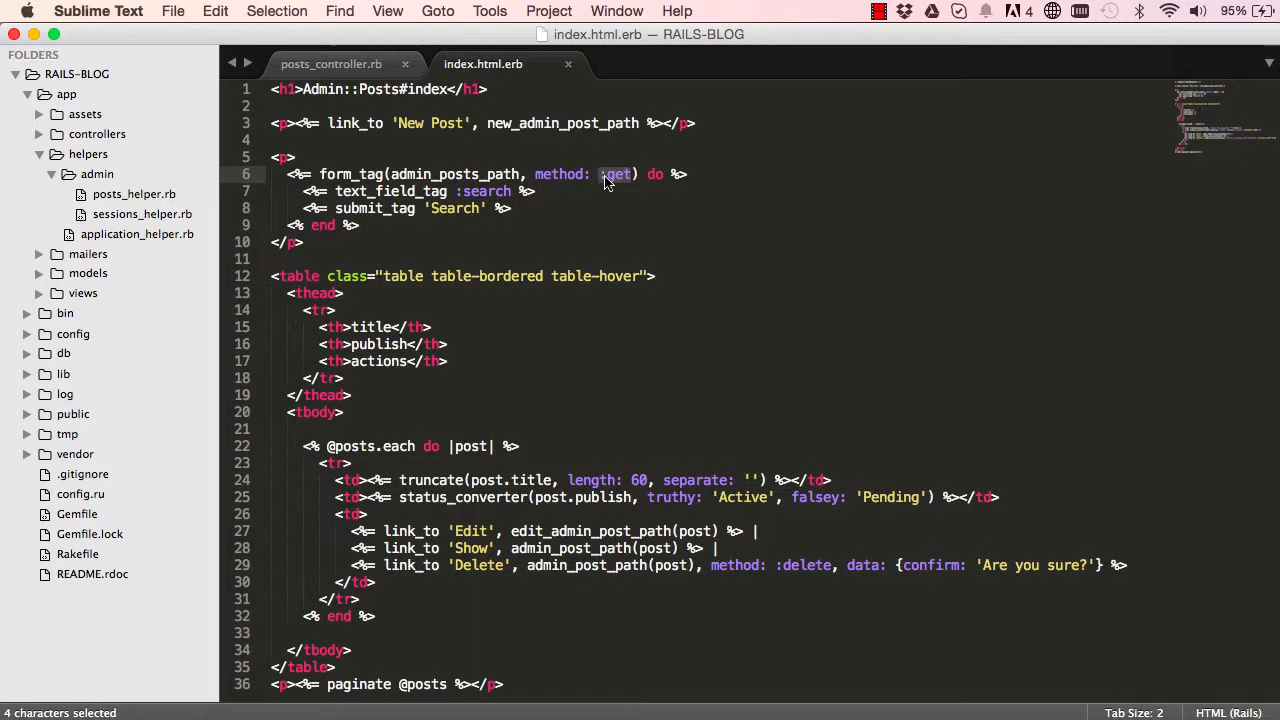 Sublime Text File Edit Selection Find View Goto Tools Project Window Help 4 95%
index.html.erb — RAILS-BLOG
FOLDERS
RAILS-BLOG
app
assets
controllers
helpers
admin
posts_helper.rb
sessions_helper.rb
application_helper.rb
mailers
models
views
bin
config
db
lib
log
public
tmp
vendor
.gitignore
config.ru
Gemfile
Gemfile.lock
Rakefile
README.rdoc
posts_controller.rb × index.html.erb ×
1 <h1>Admin::Posts#index</h1>
2
3 <p><%= link_to 'New Post', new_admin_post_path %></p>
4
5 <p>
6 <%= form_tag(admin_posts_path, method: :get) do %>
7 <%= text_field_tag :search %>
8 <%= submit_tag 'Search' %>
9 <% end %>
10 </p>
11
12 <table class="table table-bordered table-hover">
13 <thead>
14 <tr>
15 <th>title</th>
16 <th>publish</th>
17 <th>actions</th>
18 </tr>
19 </thead>
20 <tbody>
21
22 <% @posts.each do |post| %>
23 <tr>
24 <td><%= truncate(post.title, length: 60, separate: '') %></td>
25 <td><%= status_converter(post.publish, truthy: 'Active', falsey: 'Pending') %></td>
26 <td>
27 <%= link_to 'Edit', edit_admin_post_path(post) %> |
28 <%= link_to 'Show', admin_post_path(post) %> |
29 <%= link_to 'Delete', admin_post_path(post), method: :delete, data: {confirm: 'Are you sure?'} %>
30 </td>
31 </tr>
32 <% end %>
33
34 </tbody>
35 </table>
36 <p><%= paginate @posts %></p>
4 characters selected Tab Size: 2 HTML (Rails)